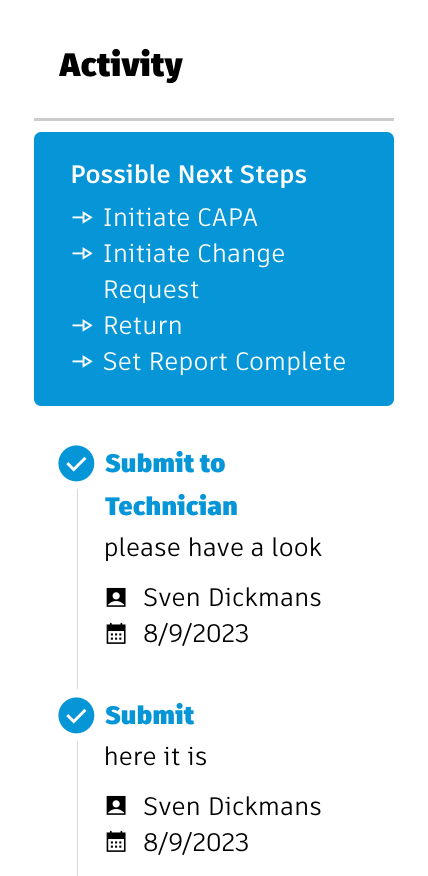 Activity
Possible Next Steps
Initiate CAPA
Initiate Change
Request
Return
Set Report Complete
Submit to
Technician
please have a look
Sven Dickmans
8/9/2023
Submit
here it is
Sven Dickmans
8/9/2023